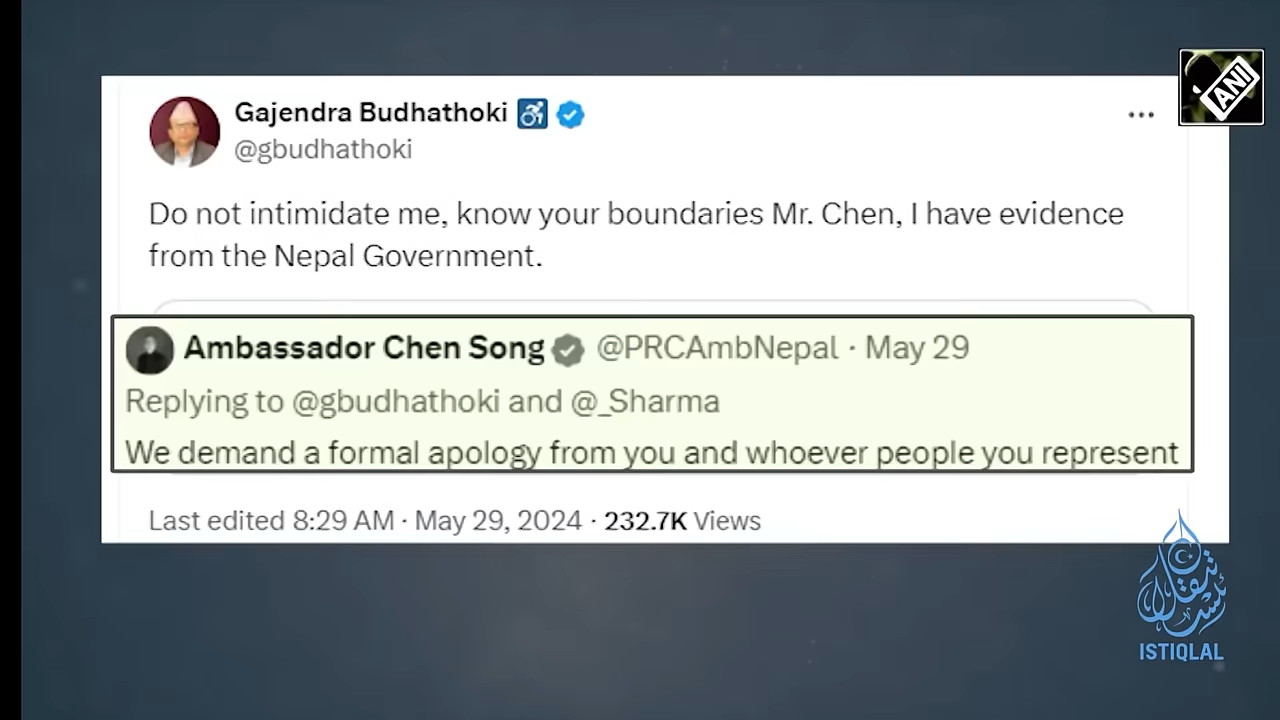 ANI
Gajendra Budhathoki
@gbudhathoki
Do not intimidate me, know your boundaries Mr. Chen, I have evidence
from the Nepal Government.
Ambassador Chen Song @PRCAmbNepal · May 29
Replying to @gbudhathoki and @_Sharma
We demand a formal apology from you and whoever people you represent
Last edited 8:29 AM · May 29, 2024 · 232.7K Views
ISTIQLAL